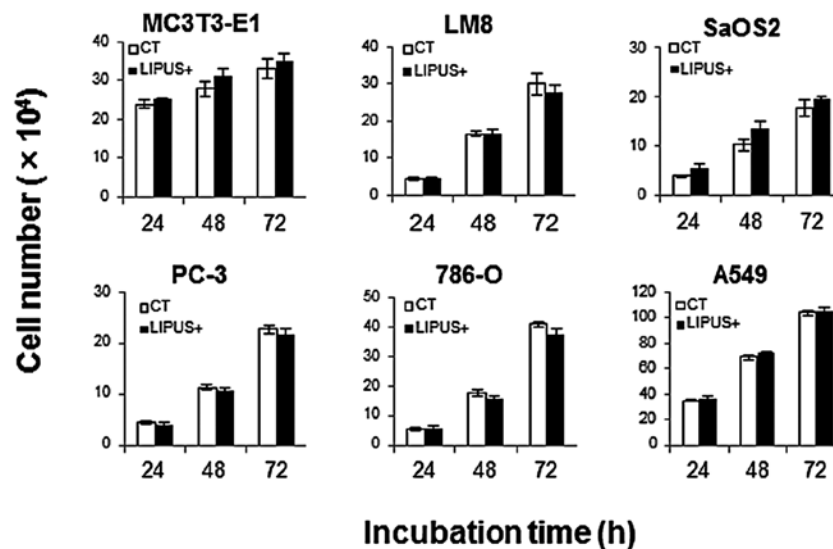 MC3T3-E1
LM8
SaOS2
40
30
20
10
0
CT
LIPUS+
24 48 72
40
30
20
10
0
CT
LIPUS+
24 48 72
30
20
10
0
CT
LIPUS+
24 48 72
Cell number ( × 10⁴)
PC-3
786-O
A549
30
20
10
0
CT
LIPUS+
24 48 72
50
40
30
20
10
0
CT
LIPUS+
24 48 72
120
100
80
60
40
20
0
CT
LIPUS+
24 48 72
Incubation time (h)